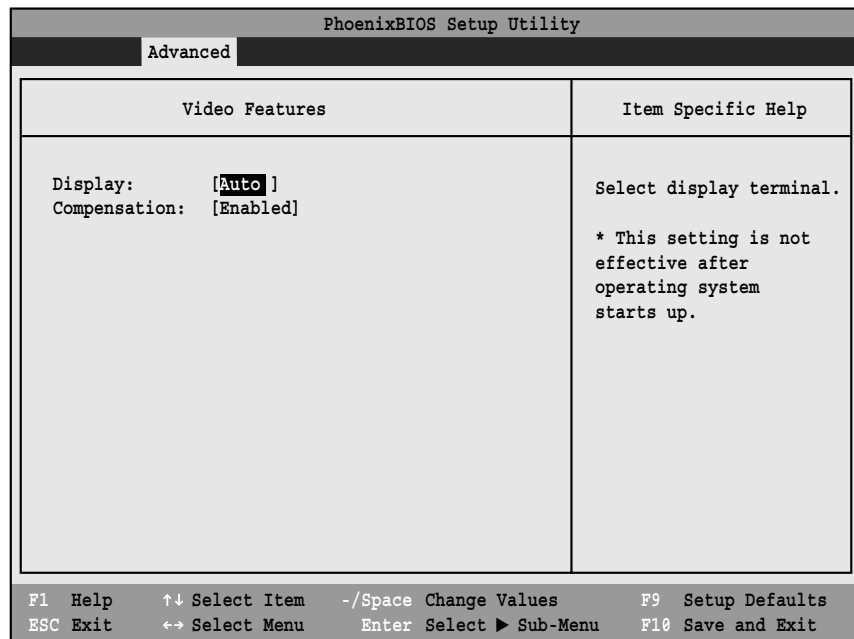 PhoenixBIOS Setup Utility
Advanced
Video Features
Item Specific Help
Display: [Auto ]
Compensation: [Enabled]
Select display terminal.
* This setting is not
effective after
operating system
starts up.
F1 Help ↑↓ Select Item -/Space Change Values F9 Setup Defaults
ESC Exit ←→ Select Menu Enter Select ▶ Sub-Menu F10 Save and Exit